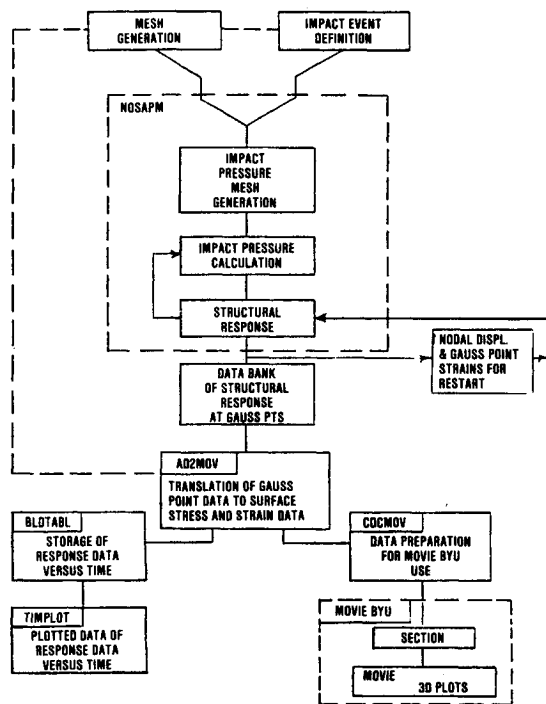 MESH
GENERATION
IMPACT EVENT
DEFINITION
NOSAPM
IMPACT
PRESSURE
MESH
GENERATION
IMPACT PRESSURE
CALCULATION
STRUCTURAL
RESPONSE
NODAL DISPL.
& GAUSS POINT
STRAINS FOR
RESTART
DATA BANK
OF STRUCTURAL
RESPONSE
AT GAUSS PTS
AD2MOV
TRANSLATION OF GAUSS
POINT DATA TO SURFACE
STRESS AND STRAIN DATA
BLDTABL
STORAGE OF
RESPONSE DATA
VERSUS TIME
CDCMOV
DATA PREPARATION
FOR MOVIE BYU
USE
TIMPLOT
PLOTTED DATA OF
RESPONSE DATA
VERSUS TIME
MOVIE BYU
SECTION
MOVIE
3D PLOTS